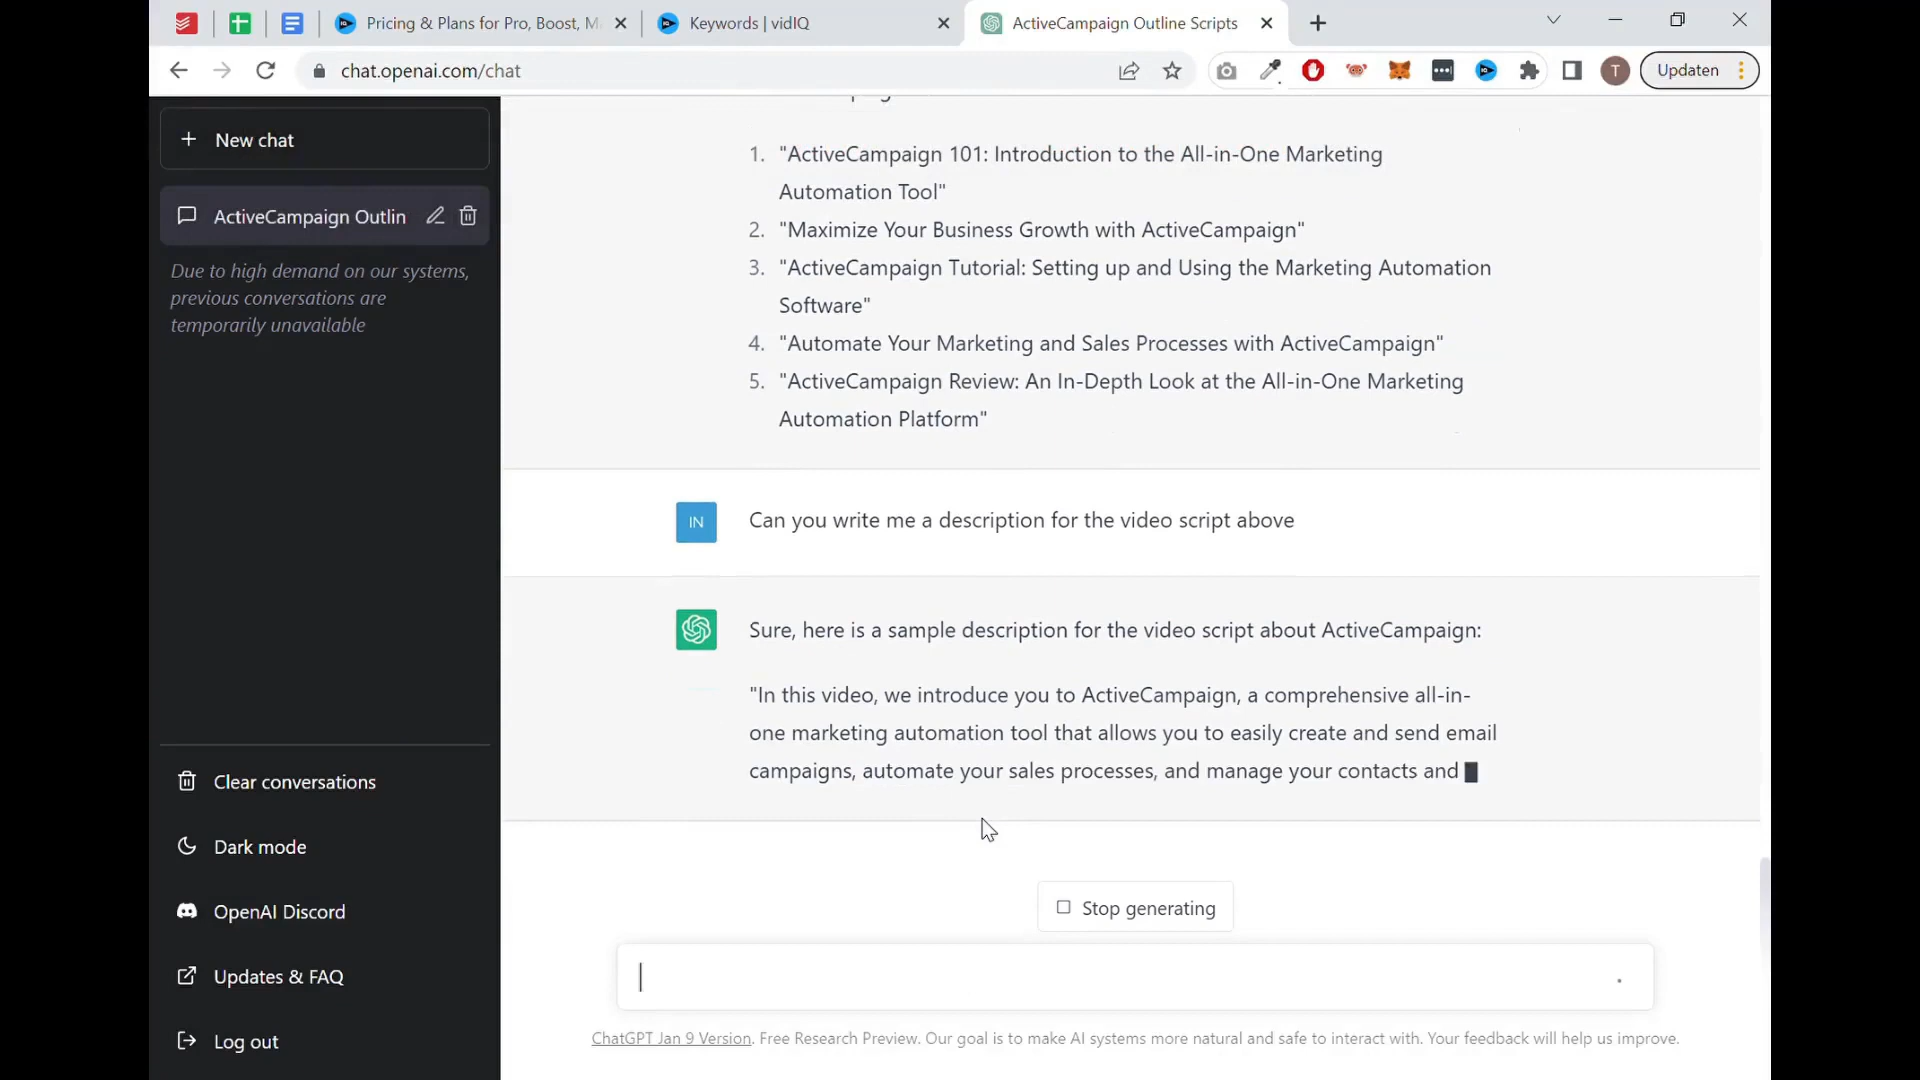 Pricing & Plans for Pro, Boost, M
Keywords | vidIQ
ActiveCampaign Outline Scripts
chat.openai.com/chat
T
Updaten
New chat
ActiveCampaign Outlin
Due to high demand on our systems,
previous conversations are
temporarily unavailable
1. "ActiveCampaign 101: Introduction to the All-in-One Marketing
Automation Tool"
2. "Maximize Your Business Growth with ActiveCampaign"
3. "ActiveCampaign Tutorial: Setting up and Using the Marketing Automation
Software"
4. "Automate Your Marketing and Sales Processes with ActiveCampaign"
5. "ActiveCampaign Review: An In-Depth Look at the All-in-One Marketing
Automation Platform"
IN
Can you write me a description for the video script above
Sure, here is a sample description for the video script about ActiveCampaign:
"In this video, we introduce you to ActiveCampaign, a comprehensive all-in-
one marketing automation tool that allows you to easily create and send email
campaigns, automate your sales processes, and manage your contacts and
Clear conversations
Dark mode
OpenAI Discord
Updates & FAQ
Log out
Stop generating
ChatGPT Jan 9 Version. Free Research Preview. Our goal is to make AI systems more natural and safe to interact with. Your feedback will help us improve.